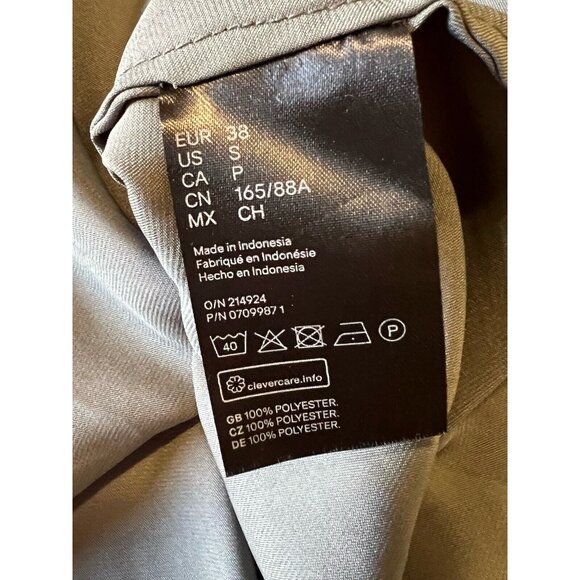 EUR 38
US S
CA P
CN 165/88A
MX CH
Made in Indonesia
Fabriqué en Indonésie
Hecho en Indonesia
O/N 214924
P/N 0709987 1
40 P
clevercare.info
GB 100% POLYESTER.
CZ 100% POLYESTER.
DE 100% POLYESTER.